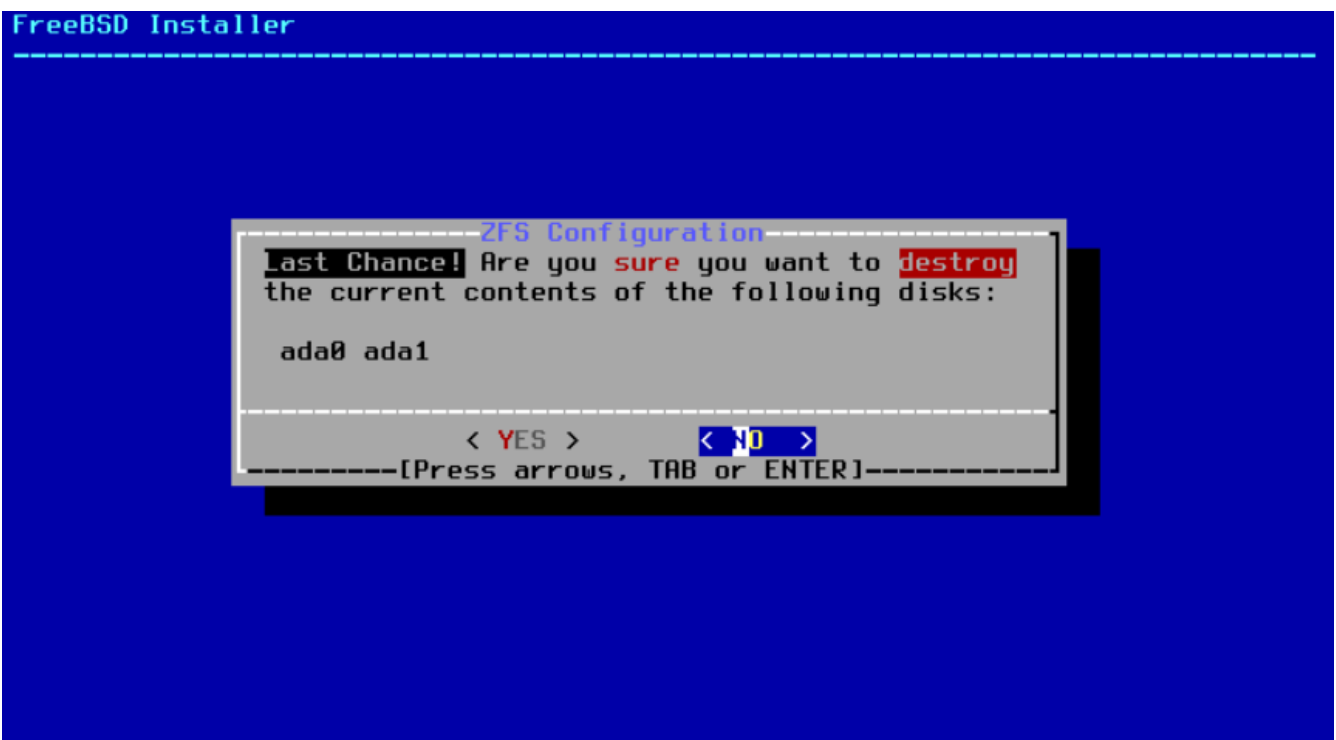 FreeBSD Installer
ZFS Configuration
Last Chance! Are you sure you want to destroy
the current contents of the following disks:
ada0 ada1
< YES > < NO >
[Press arrows, TAB or ENTER]